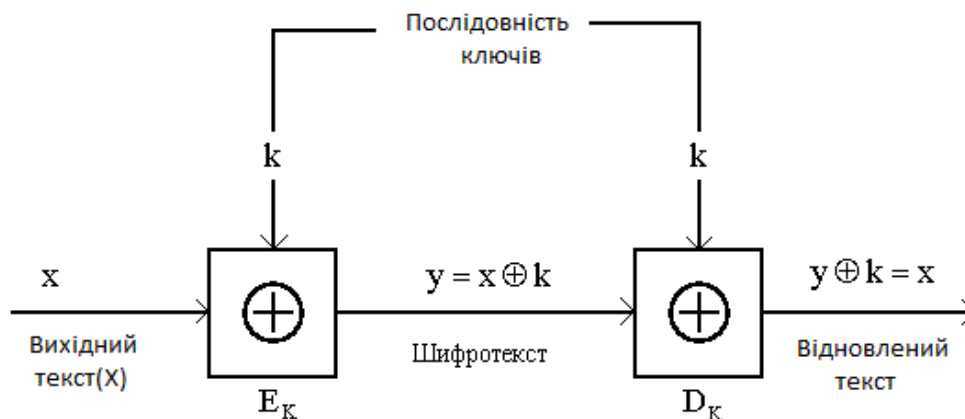 Послідовність
ключів
k
k
x
y = x ⊕ k
y ⊕ k = x
Вихідний
текст(X)
Шифротекст
Відновлений
текст
E_K
D_K